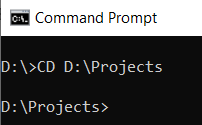 Command Prompt
D:\>CD D:\Projects
D:\Projects>